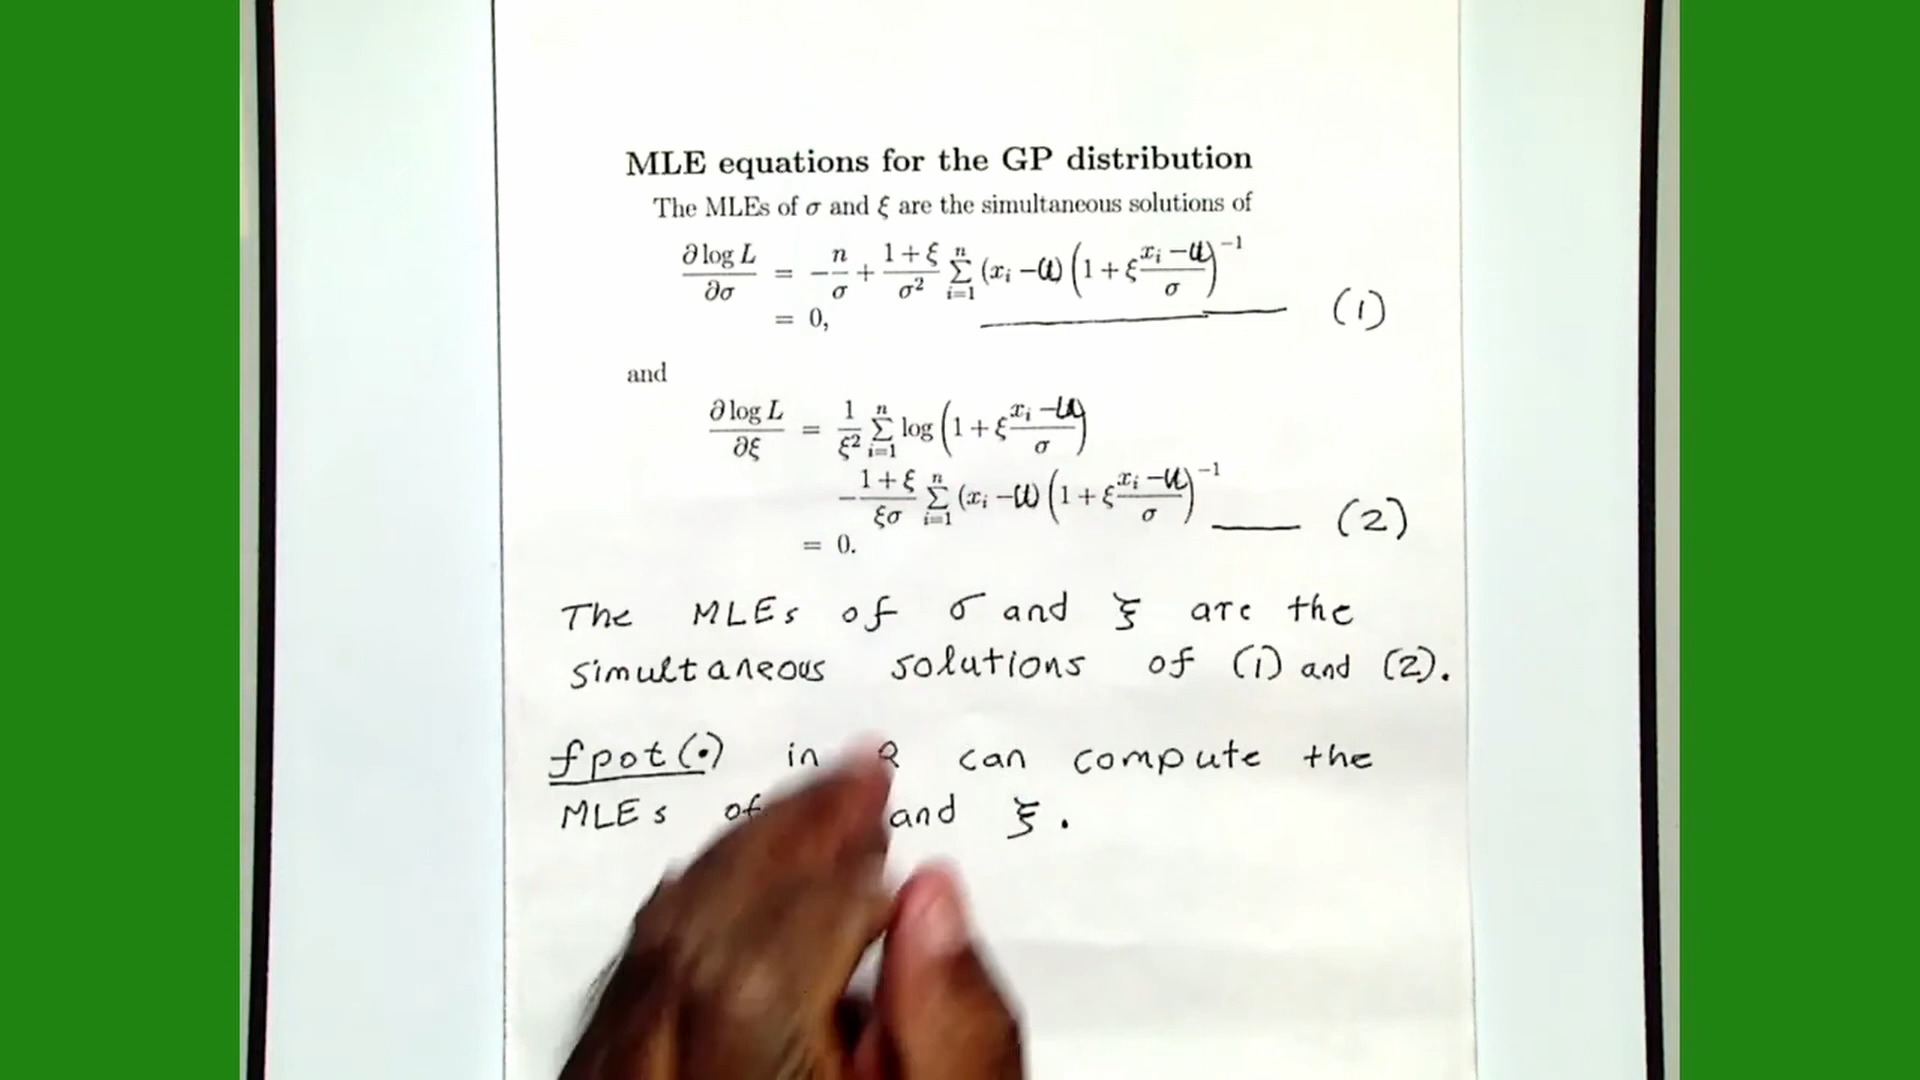 MLE equations for the GP distribution
The MLEs of σ and ξ are the simultaneous solutions of
∂ log L / ∂σ = −n/σ + (1+ξ)/σ² ∑_{i=1}^{n} (x_i − u) (1 + ξ (x_i − u)/σ)^{−1}
= 0, (1)
and
∂ log L / ∂ξ = 1/ξ² ∑_{i=1}^{n} log (1 + ξ (x_i − u)/σ)
− (1+ξ)/(ξσ) ∑_{i=1}^{n} (x_i − u) (1 + ξ (x_i − u)/σ)^{−1} (2)
= 0.
The MLEs of σ and ξ are the
simultaneous solutions of (1) and (2).
fpot(·) in R can compute the
MLEs of and ξ.